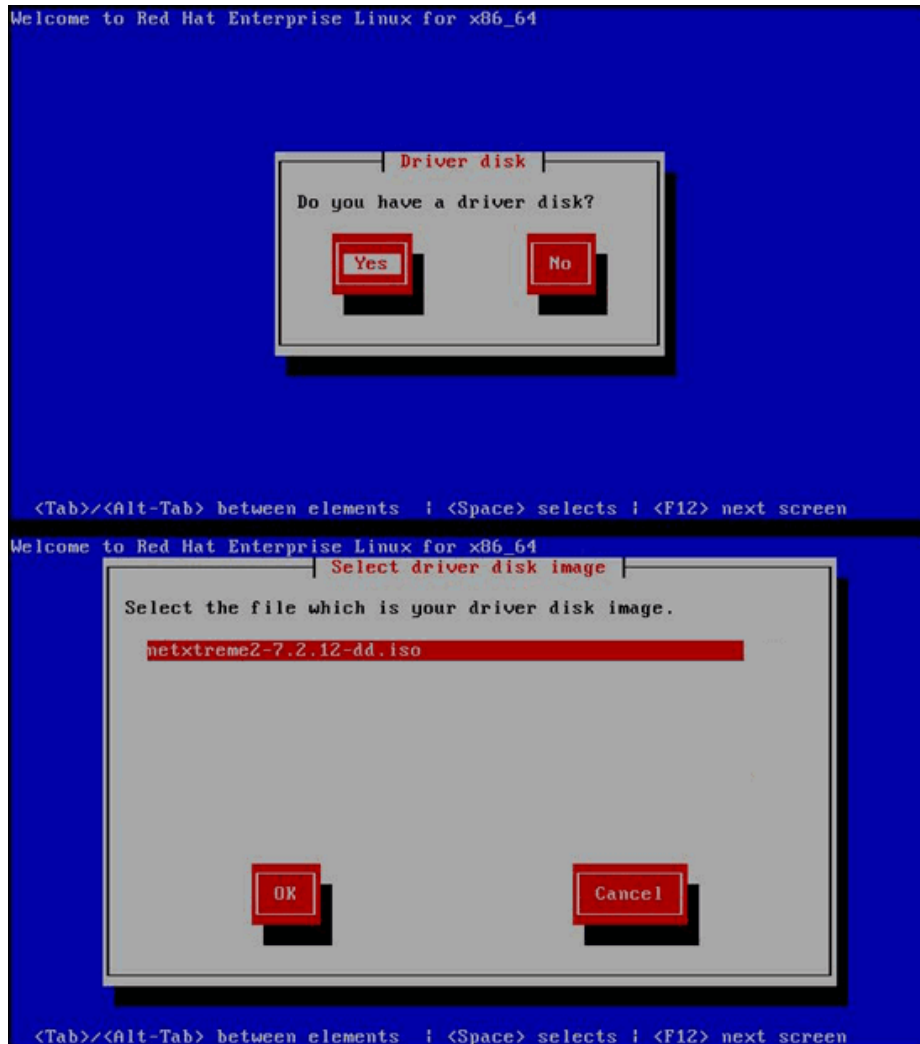 Welcome to Red Hat Enterprise Linux for x86_64
Driver disk
Do you have a driver disk?
Yes No
<Tab>/<Alt-Tab> between elements | <Space> selects | <F12> next screen
Welcome to Red Hat Enterprise Linux for x86_64
Select driver disk image
Select the file which is your driver disk image.
netxtreme2-7.2.12-dd.iso
OK Cancel
<Tab>/<Alt-Tab> between elements | <Space> selects | <F12> next screen